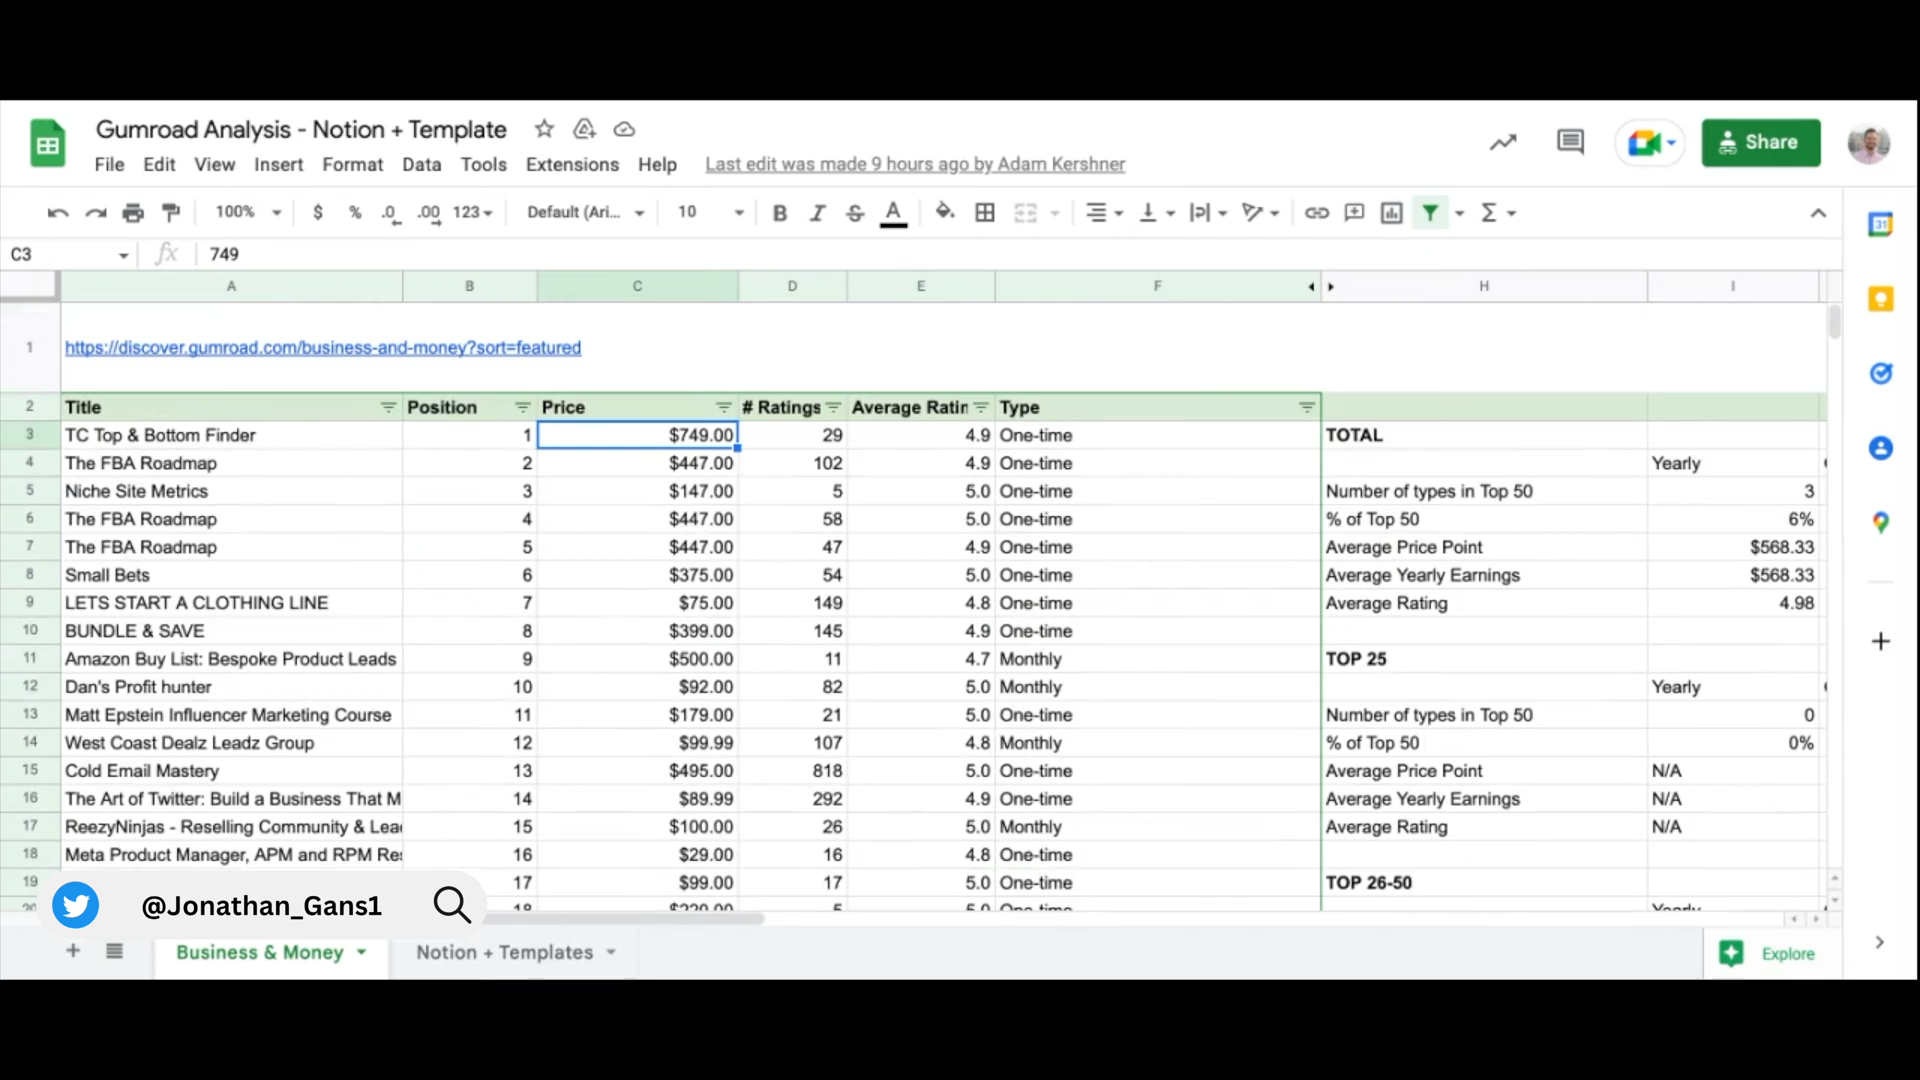 Gumroad Analysis - Notion + Template
File Edit View Insert Format Data Tools Extensions Help Last edit was made 9 hours ago by Adam Kershner
Share
100% $ % .0 .00 123 Default (Ari... 10 B I S A
C3 fx 749
A B C D E F H I
1 https://discover.gumroad.com/business-and-money?sort=featured
2 Title Position Price # Ratings Average Ratin Type
3 TC Top & Bottom Finder 1 $749.00 29 4.9 One-time TOTAL
4 The FBA Roadmap 2 $447.00 102 4.9 One-time Yearly
5 Niche Site Metrics 3 $147.00 5 5.0 One-time Number of types in Top 50 3
6 The FBA Roadmap 4 $447.00 58 5.0 One-time % of Top 50 6%
7 The FBA Roadmap 5 $447.00 47 4.9 One-time Average Price Point $568.33
8 Small Bets 6 $375.00 54 5.0 One-time Average Yearly Earnings $568.33
9 LETS START A CLOTHING LINE 7 $75.00 149 4.8 One-time Average Rating 4.98
10 BUNDLE & SAVE 8 $399.00 145 4.9 One-time
11 Amazon Buy List: Bespoke Product Leads 9 $500.00 11 4.7 Monthly TOP 25
12 Dan's Profit hunter 10 $92.00 82 5.0 Monthly Yearly
13 Matt Epstein Influencer Marketing Course 11 $179.00 21 5.0 One-time Number of types in Top 50 0
14 West Coast Dealz Leadz Group 12 $99.99 107 4.8 Monthly % of Top 50 0%
15 Cold Email Mastery 13 $495.00 818 5.0 One-time Average Price Point N/A
16 The Art of Twitter: Build a Business That M 14 $89.99 292 4.9 One-time Average Yearly Earnings N/A
17 ReezyNinjas - Reselling Community & Lea 15 $100.00 26 5.0 Monthly Average Rating N/A
18 Meta Product Manager, APM and RPM Re 16 $29.00 16 4.8 One-time
19 17 $99.00 17 5.0 One-time TOP 26-50
20 18 $220.00 5 5.0 One-time Yearly
@Jonathan_Gans1
Business & Money Notion + Templates Explore
31